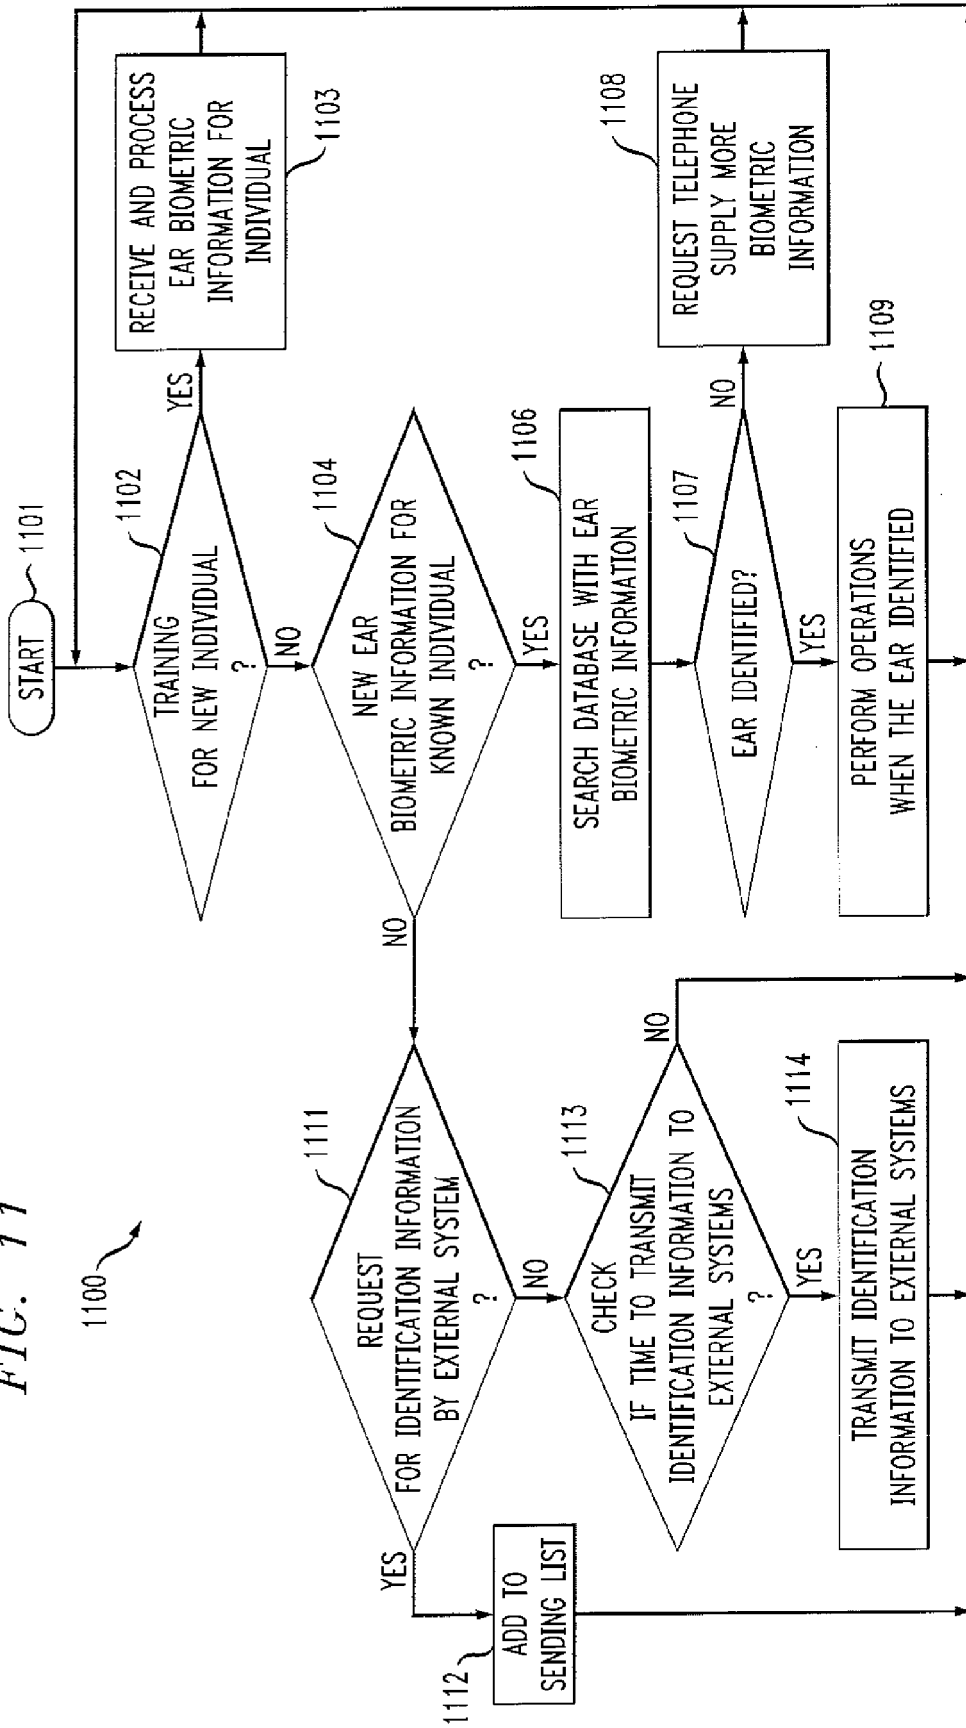 FIG. 11
1100
START
1101
TRAINING
FOR NEW INDIVIDUAL
?
1102
YES
RECEIVE AND PROCESS
EAR BIOMETRIC
INFORMATION FOR
INDIVIDUAL
1103
NO
NEW EAR
BIOMETRIC INFORMATION FOR
KNOWN INDIVIDUAL
?
1104
NO
YES
REQUEST
FOR IDENTIFICATION INFORMATION
BY EXTERNAL SYSTEM
?
1111
YES
NO
ADD TO
SENDING LIST
1112
CHECK
IF TIME TO TRANSMIT
IDENTIFICATION INFORMATION TO
EXTERNAL SYSTEMS
?
1113
NO
YES
TRANSMIT IDENTIFICATION
INFORMATION TO EXTERNAL SYSTEMS
1114
SEARCH DATABASE WITH EAR
BIOMETRIC INFORMATION
1106
EAR IDENTIFIED?
1107
NO
REQUEST TELEPHONE
SUPPLY MORE
BIOMETRIC
INFORMATION
1108
YES
PERFORM OPERATIONS
WHEN THE EAR IDENTIFIED
1109